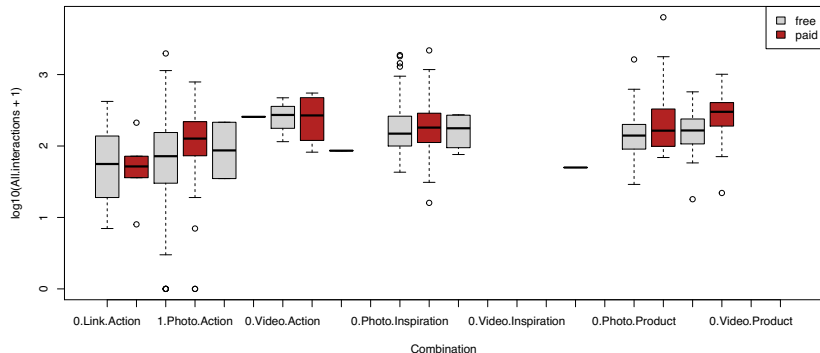 free
paid
log10(All.interactions + 1)
3
2
1
0
0.Link.Action 1.Photo.Action 0.Video.Action 0.Photo.Inspiration 0.Video.Inspiration 0.Photo.Product 0.Video.Product
Combination